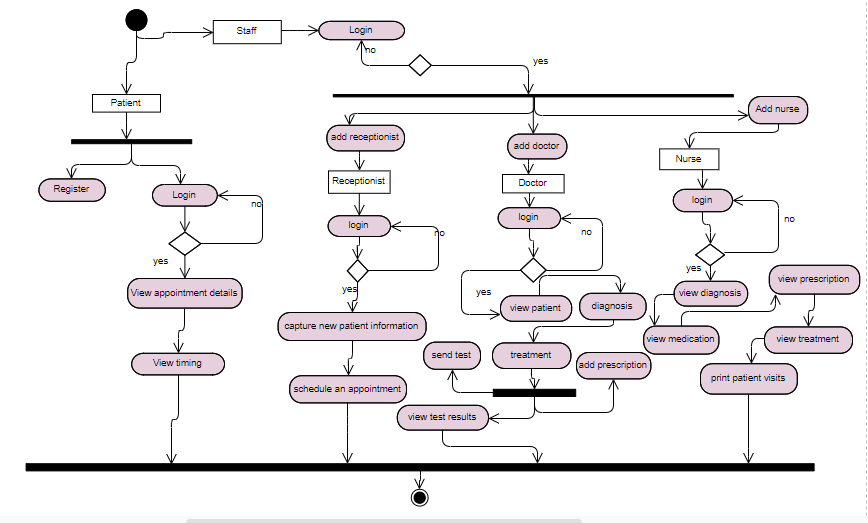 Staff
Login
no
yes
Patient
Add nurse
add receptionist
add doctor
Nurse
Receptionist
Doctor
Register
Login
no
login
no
login
no
login
no
yes
View appointment details
yes
capture new patient information
yes
view patient
diagnosis
yes
view diagnosis
view prescription
view medication
view treatment
View timing
schedule an appointment
send test
treatment
add prescription
view test results
print patient visits